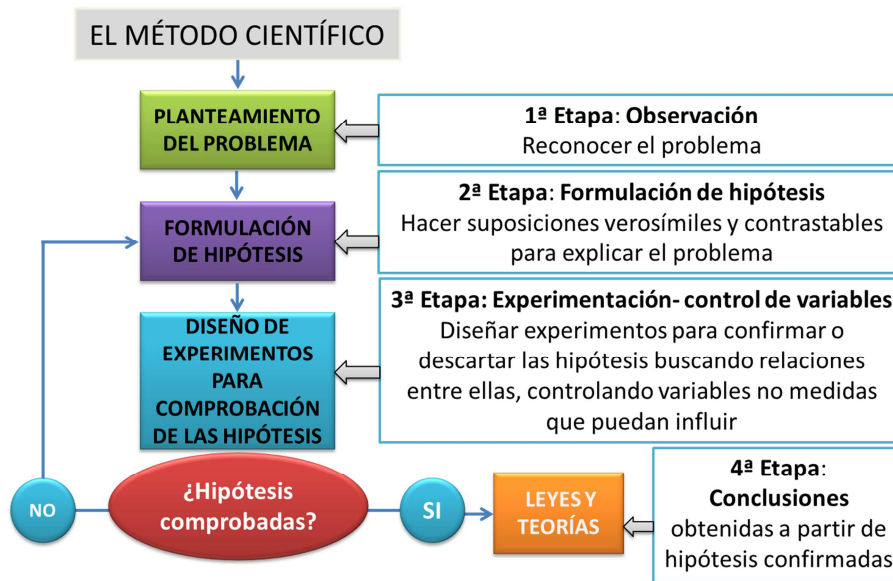 EL MÉTODO CIENTÍFICO
PLANTEAMIENTO
DEL PROBLEMA
1ª Etapa: Observación
Reconocer el problema
FORMULACIÓN
DE HIPÓTESIS
2ª Etapa: Formulación de hipótesis
Hacer suposiciones verosímiles y contrastables
para explicar el problema
DISEÑO DE
EXPERIMENTOS
PARA
COMPROBACIÓN
DE LAS HIPÓTESIS
3ª Etapa: Experimentación- control de variables
Diseñar experimentos para confirmar o
descartar las hipótesis buscando relaciones
entre ellas, controlando variables no medidas
que puedan influir
NO
¿Hipótesis
comprobadas?
SI
LEYES Y
TEORÍAS
4ª Etapa:
Conclusiones
obtenidas a partir de
hipótesis confirmadas